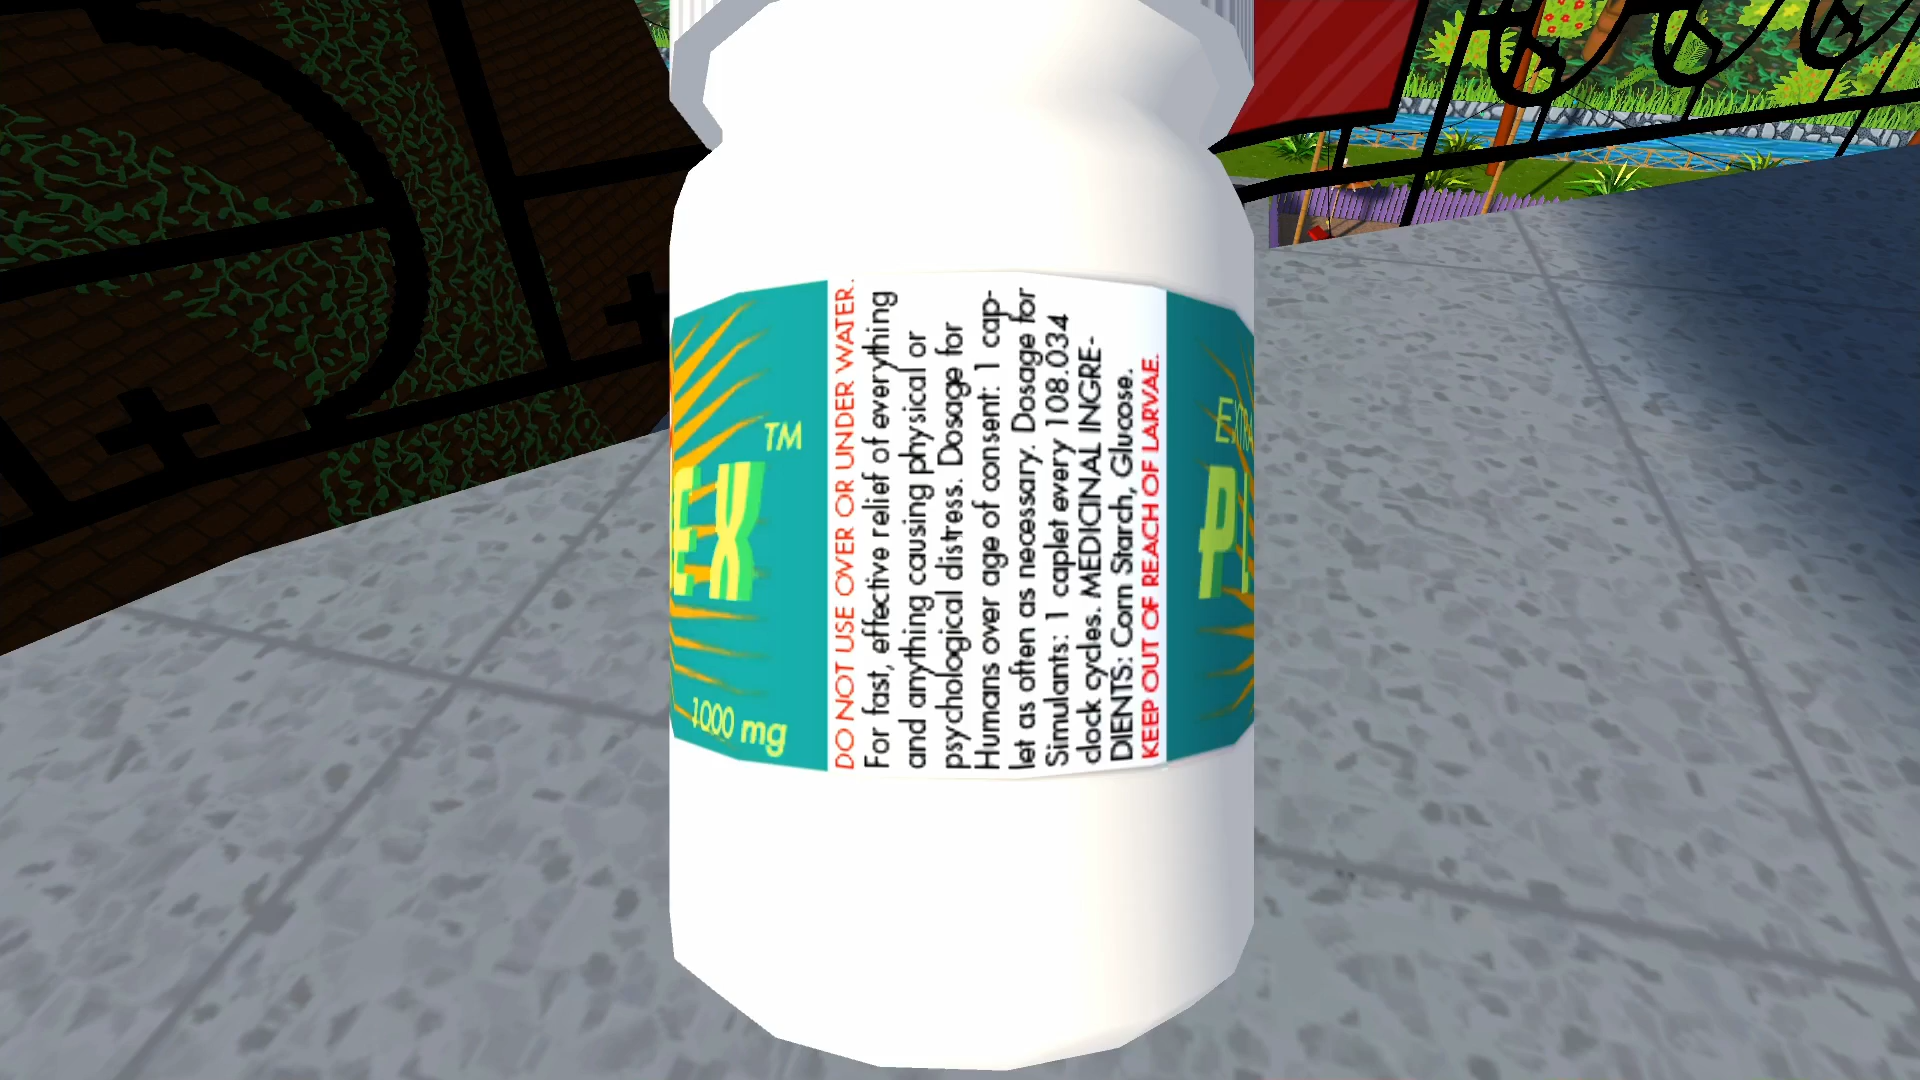 EX
TM
1000 mg
DO NOT USE OVER OR UNDER WATER.
For fast, effective relief of everything
and anything causing physical or
psychological distress. Dosage for
Humans over age of consent: 1 cap-
let as often as necessary. Dosage for
Simulants: 1 caplet every 108.034
clock cycles. MEDICINAL INGRE-
DIENTS: Corn Starch, Glucose.
KEEP OUT OF REACH OF LARVAE.
EXTRA